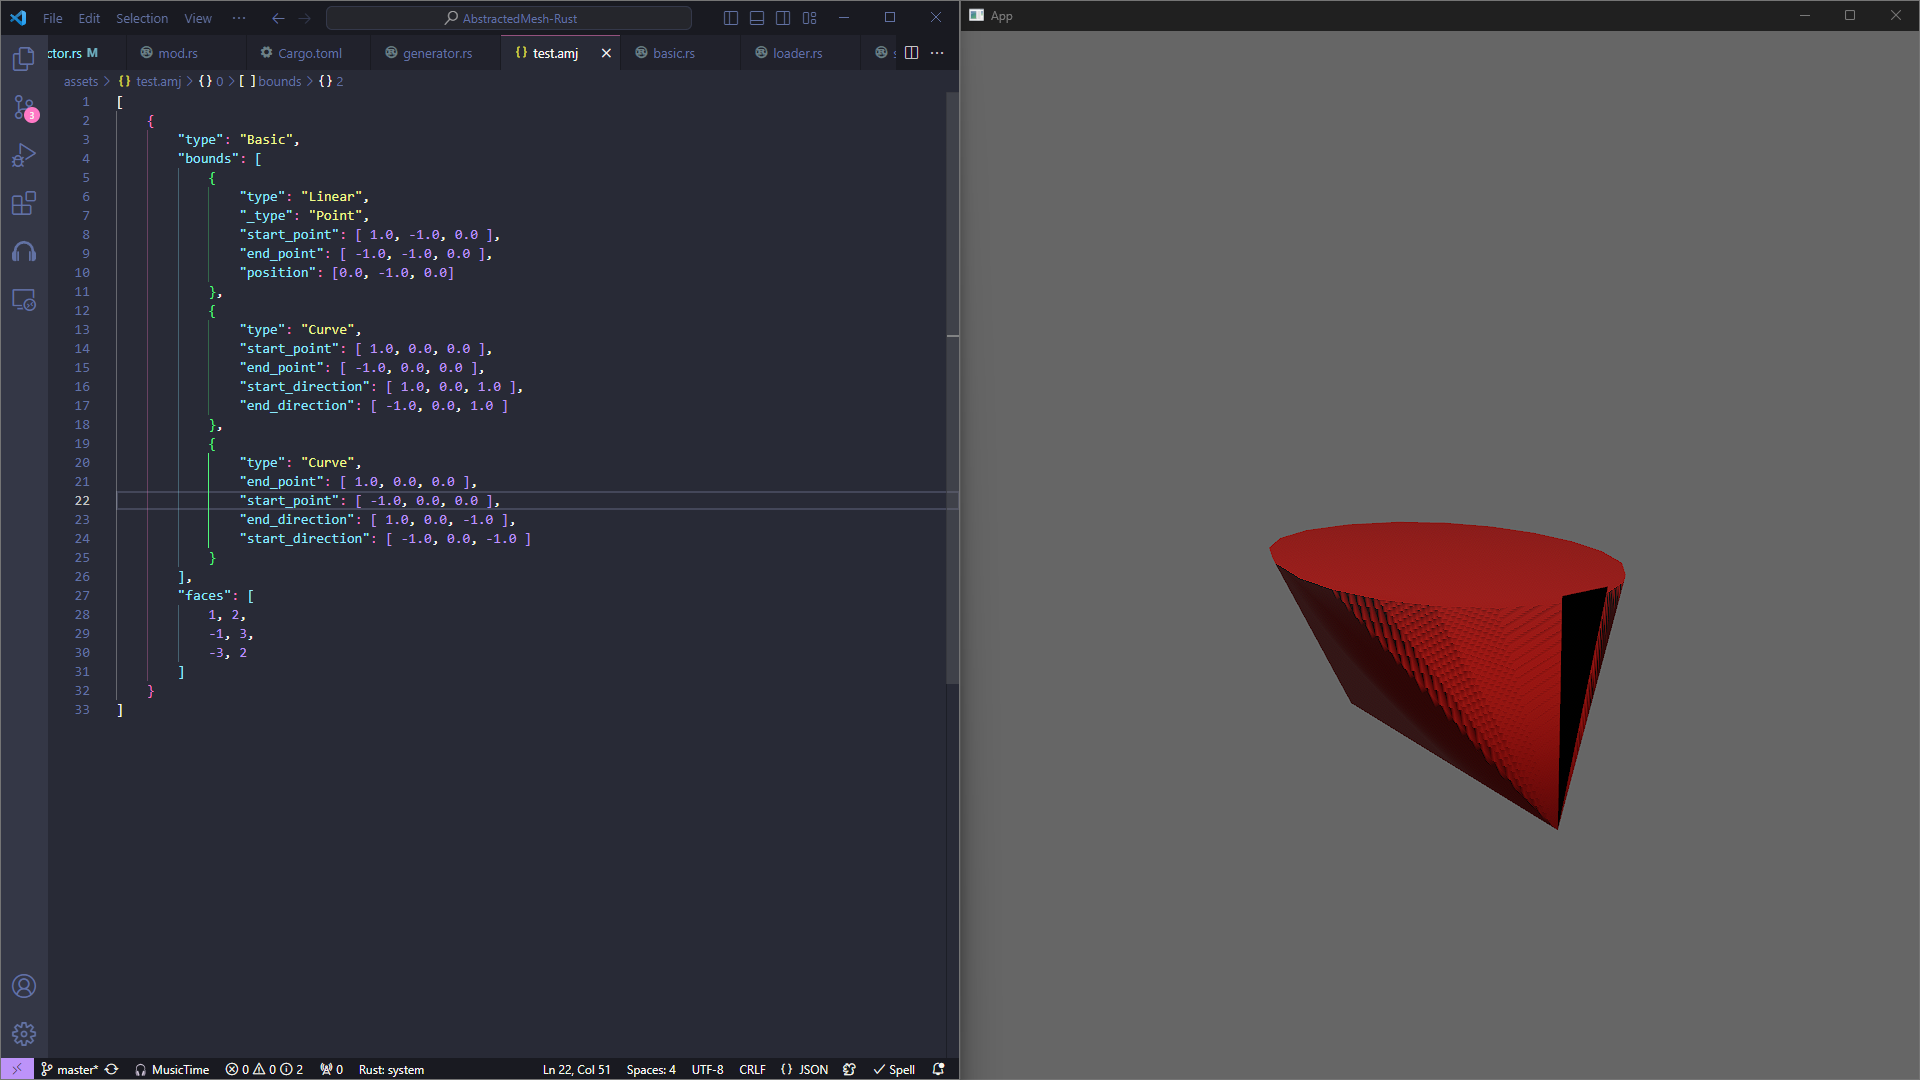 File Edit Selection View ··· AbstractedMesh-Rust
App
ctor.rs M mod.rs Cargo.toml generator.rs {} test.amj basic.rs loader.rs s
assets > {} test.amj > {} 0 > [ ] bounds > {} 2
1 [
2 {
3 "type": "Basic",
4 "bounds": [
5 {
6 "type": "Linear",
7 "_type": "Point",
8 "start_point": [ 1.0, -1.0, 0.0 ],
9 "end_point": [ -1.0, -1.0, 0.0 ],
10 "position": [0.0, -1.0, 0.0]
11 },
12 {
13 "type": "Curve",
14 "start_point": [ 1.0, 0.0, 0.0 ],
15 "end_point": [ -1.0, 0.0, 0.0 ],
16 "start_direction": [ 1.0, 0.0, 1.0 ],
17 "end_direction": [ -1.0, 0.0, 1.0 ]
18 },
19 {
20 "type": "Curve",
21 "end_point": [ 1.0, 0.0, 0.0 ],
22 "start_point": [ -1.0, 0.0, 0.0 ],
23 "end_direction": [ 1.0, 0.0, -1.0 ],
24 "start_direction": [ -1.0, 0.0, -1.0 ]
25 }
26 ],
27 "faces": [
28 1, 2,
29 -1, 3,
30 -3, 2
31 ]
32 }
33 ]
3
master* MusicTime 0 0 2 0 Rust: system Ln 22, Col 51 Spaces: 4 UTF-8 CRLF {} JSON Spell